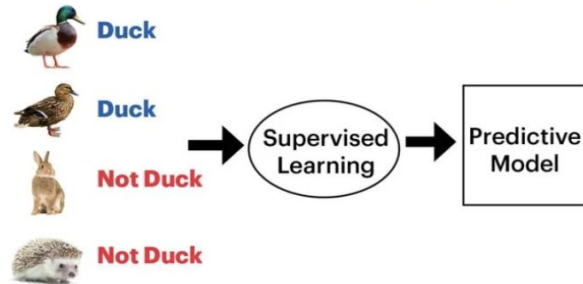 Duck
Duck
Not Duck
Not Duck
Supervised
Learning
Predictive
Model